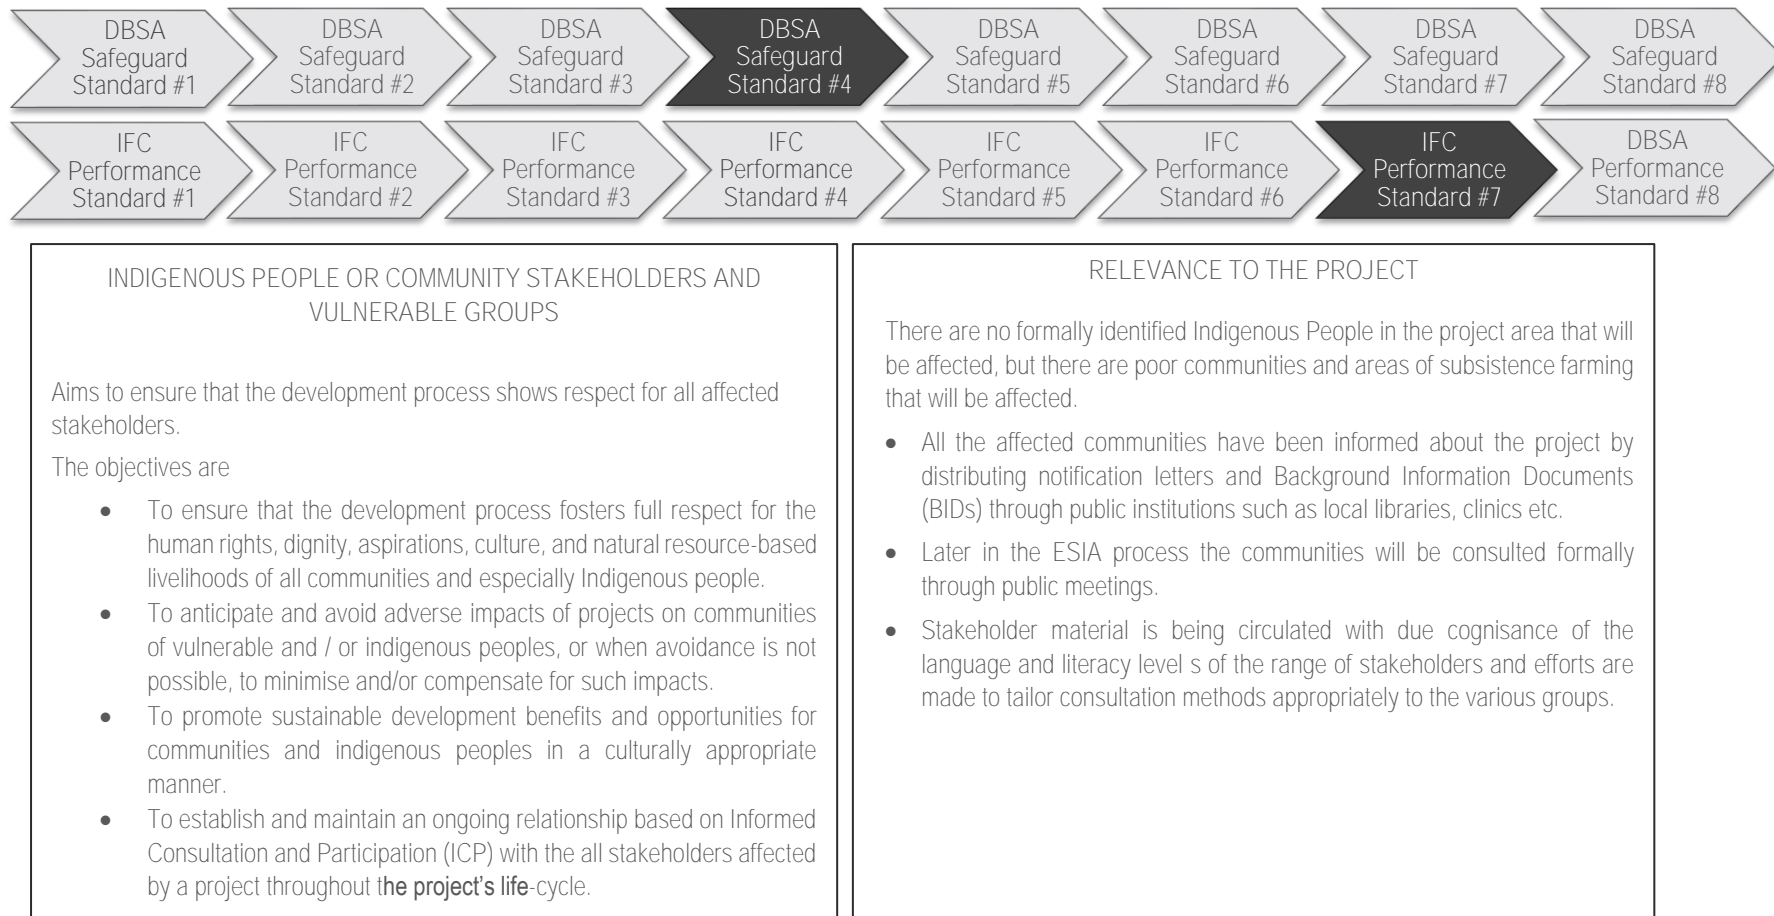 DBSA
Safeguard
Standard #1
DBSA
Safeguard
Standard #2
DBSA
Safeguard
Standard #3
DBSA
Safeguard
Standard #4
DBSA
Safeguard
Standard #5
DBSA
Safeguard
Standard #6
DBSA
Safeguard
Standard #7
DBSA
Safeguard
Standard #8
IFC
Performance
Standard #1
IFC
Performance
Standard #2
IFC
Performance
Standard #3
IFC
Performance
Standard #4
IFC
Performance
Standard #5
IFC
Performance
Standard #6
IFC
Performance
Standard #7
DBSA
Performance
Standard #8
INDIGENOUS PEOPLE OR COMMUNITY STAKEHOLDERS AND
VULNERABLE GROUPS
Aims to ensure that the development process shows respect for all affected
stakeholders.
The objectives are
• To ensure that the development process fosters full respect for the
human rights, dignity, aspirations, culture, and natural resource-based
livelihoods of all communities and especially Indigenous people.
• To anticipate and avoid adverse impacts of projects on communities
of vulnerable and / or indigenous peoples, or when avoidance is not
possible, to minimise and/or compensate for such impacts.
• To promote sustainable development benefits and opportunities for
communities and indigenous peoples in a culturally appropriate
manner.
• To establish and maintain an ongoing relationship based on Informed
Consultation and Participation (ICP) with the all stakeholders affected
by a project throughout the project's life-cycle.
RELEVANCE TO THE PROJECT
There are no formally identified Indigenous People in the project area that will
be affected, but there are poor communities and areas of subsistence farming
that will be affected.
• All the affected communities have been informed about the project by
distributing notification letters and Background Information Documents
(BIDs) through public institutions such as local libraries, clinics etc.
• Later in the ESIA process the communities will be consulted formally
through public meetings.
• Stakeholder material is being circulated with due cognisance of the
language and literacy level s of the range of stakeholders and efforts are
made to tailor consultation methods appropriately to the various groups.